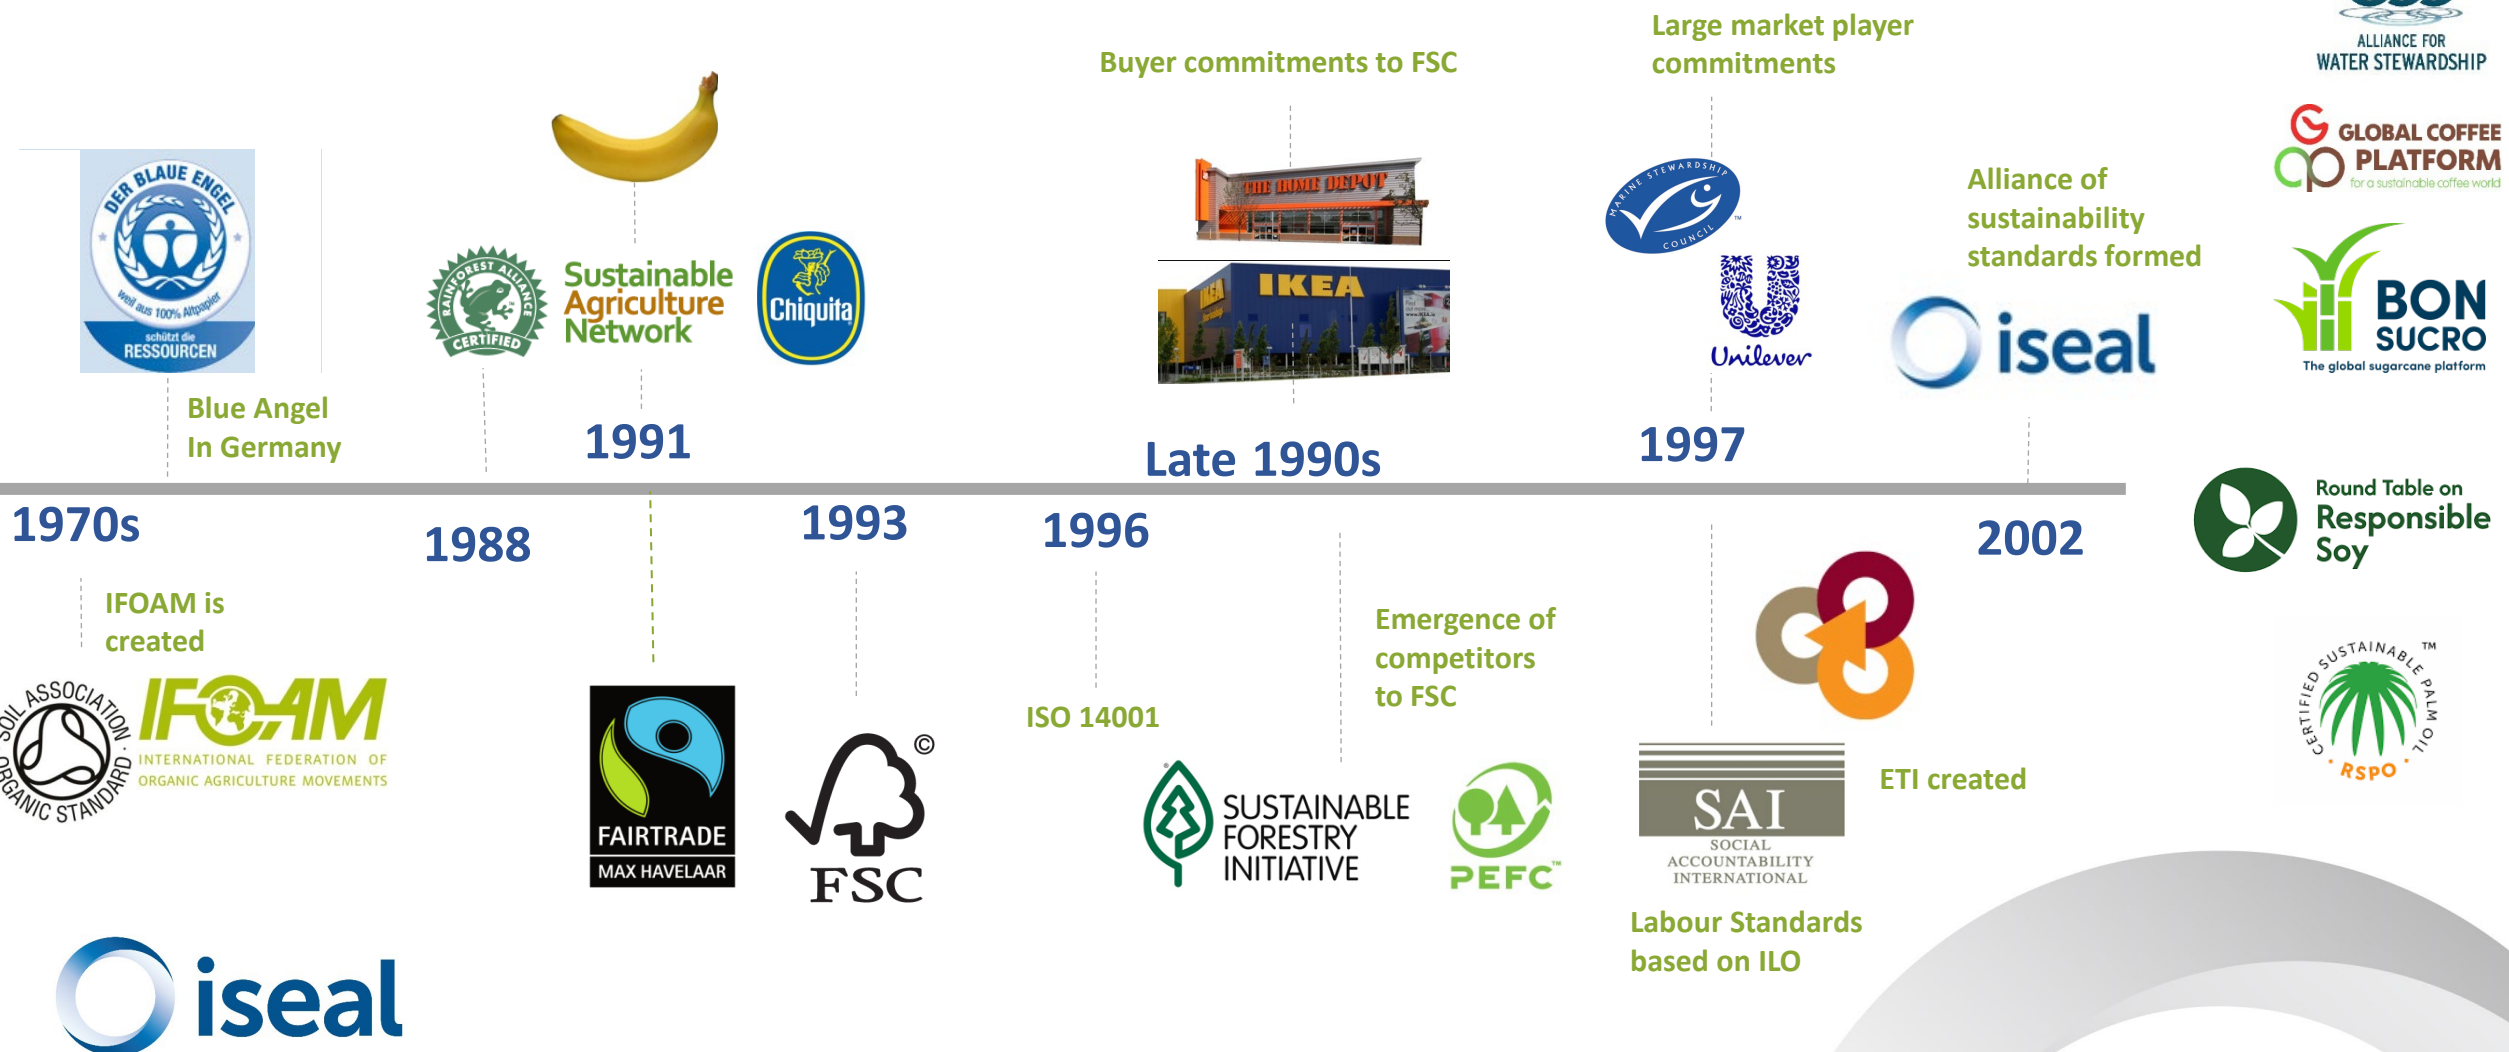 Buyer commitments to FSC
Large market player
commitments
ALLIANCE FOR
WATER STEWARDSHIP
GLOBAL COFFEE
PLATFORM
for a sustainable coffee world
DER BLAUE ENGEL
weil aus 100% Altpapier
schützt die
RESSOURCEN
RAINFOREST ALLIANCE
CERTIFIED
Sustainable
Agriculture
Network
Chiquita
THE HOME DEPOT
IKEA
IKEA
MARINE STEWARDSHIP
COUNCIL
TM
Unilever
Alliance of
sustainability
standards formed
iseal
BON
SUCRO
The global sugarcane platform
Blue Angel
In Germany
1991
Late 1990s
1997
1970s
1988
1993
1996
2002
Round Table on
Responsible
Soy
IFOAM is
created
SOIL ASSOCIATION
ORGANIC STANDARD
IFOAM
INTERNATIONAL FEDERATION OF
ORGANIC AGRICULTURE MOVEMENTS
FAIRTRADE
MAX HAVELAAR
©
FSC
ISO 14001
Emergence of
competitors
to FSC
SUSTAINABLE
FORESTRY
INITIATIVE
PEFC™
SAI
SOCIAL
ACCOUNTABILITY
INTERNATIONAL
ETI created
Labour Standards
based on ILO
CERTIFIED SUSTAINABLE PALM OIL
TM
RSPO
iseal